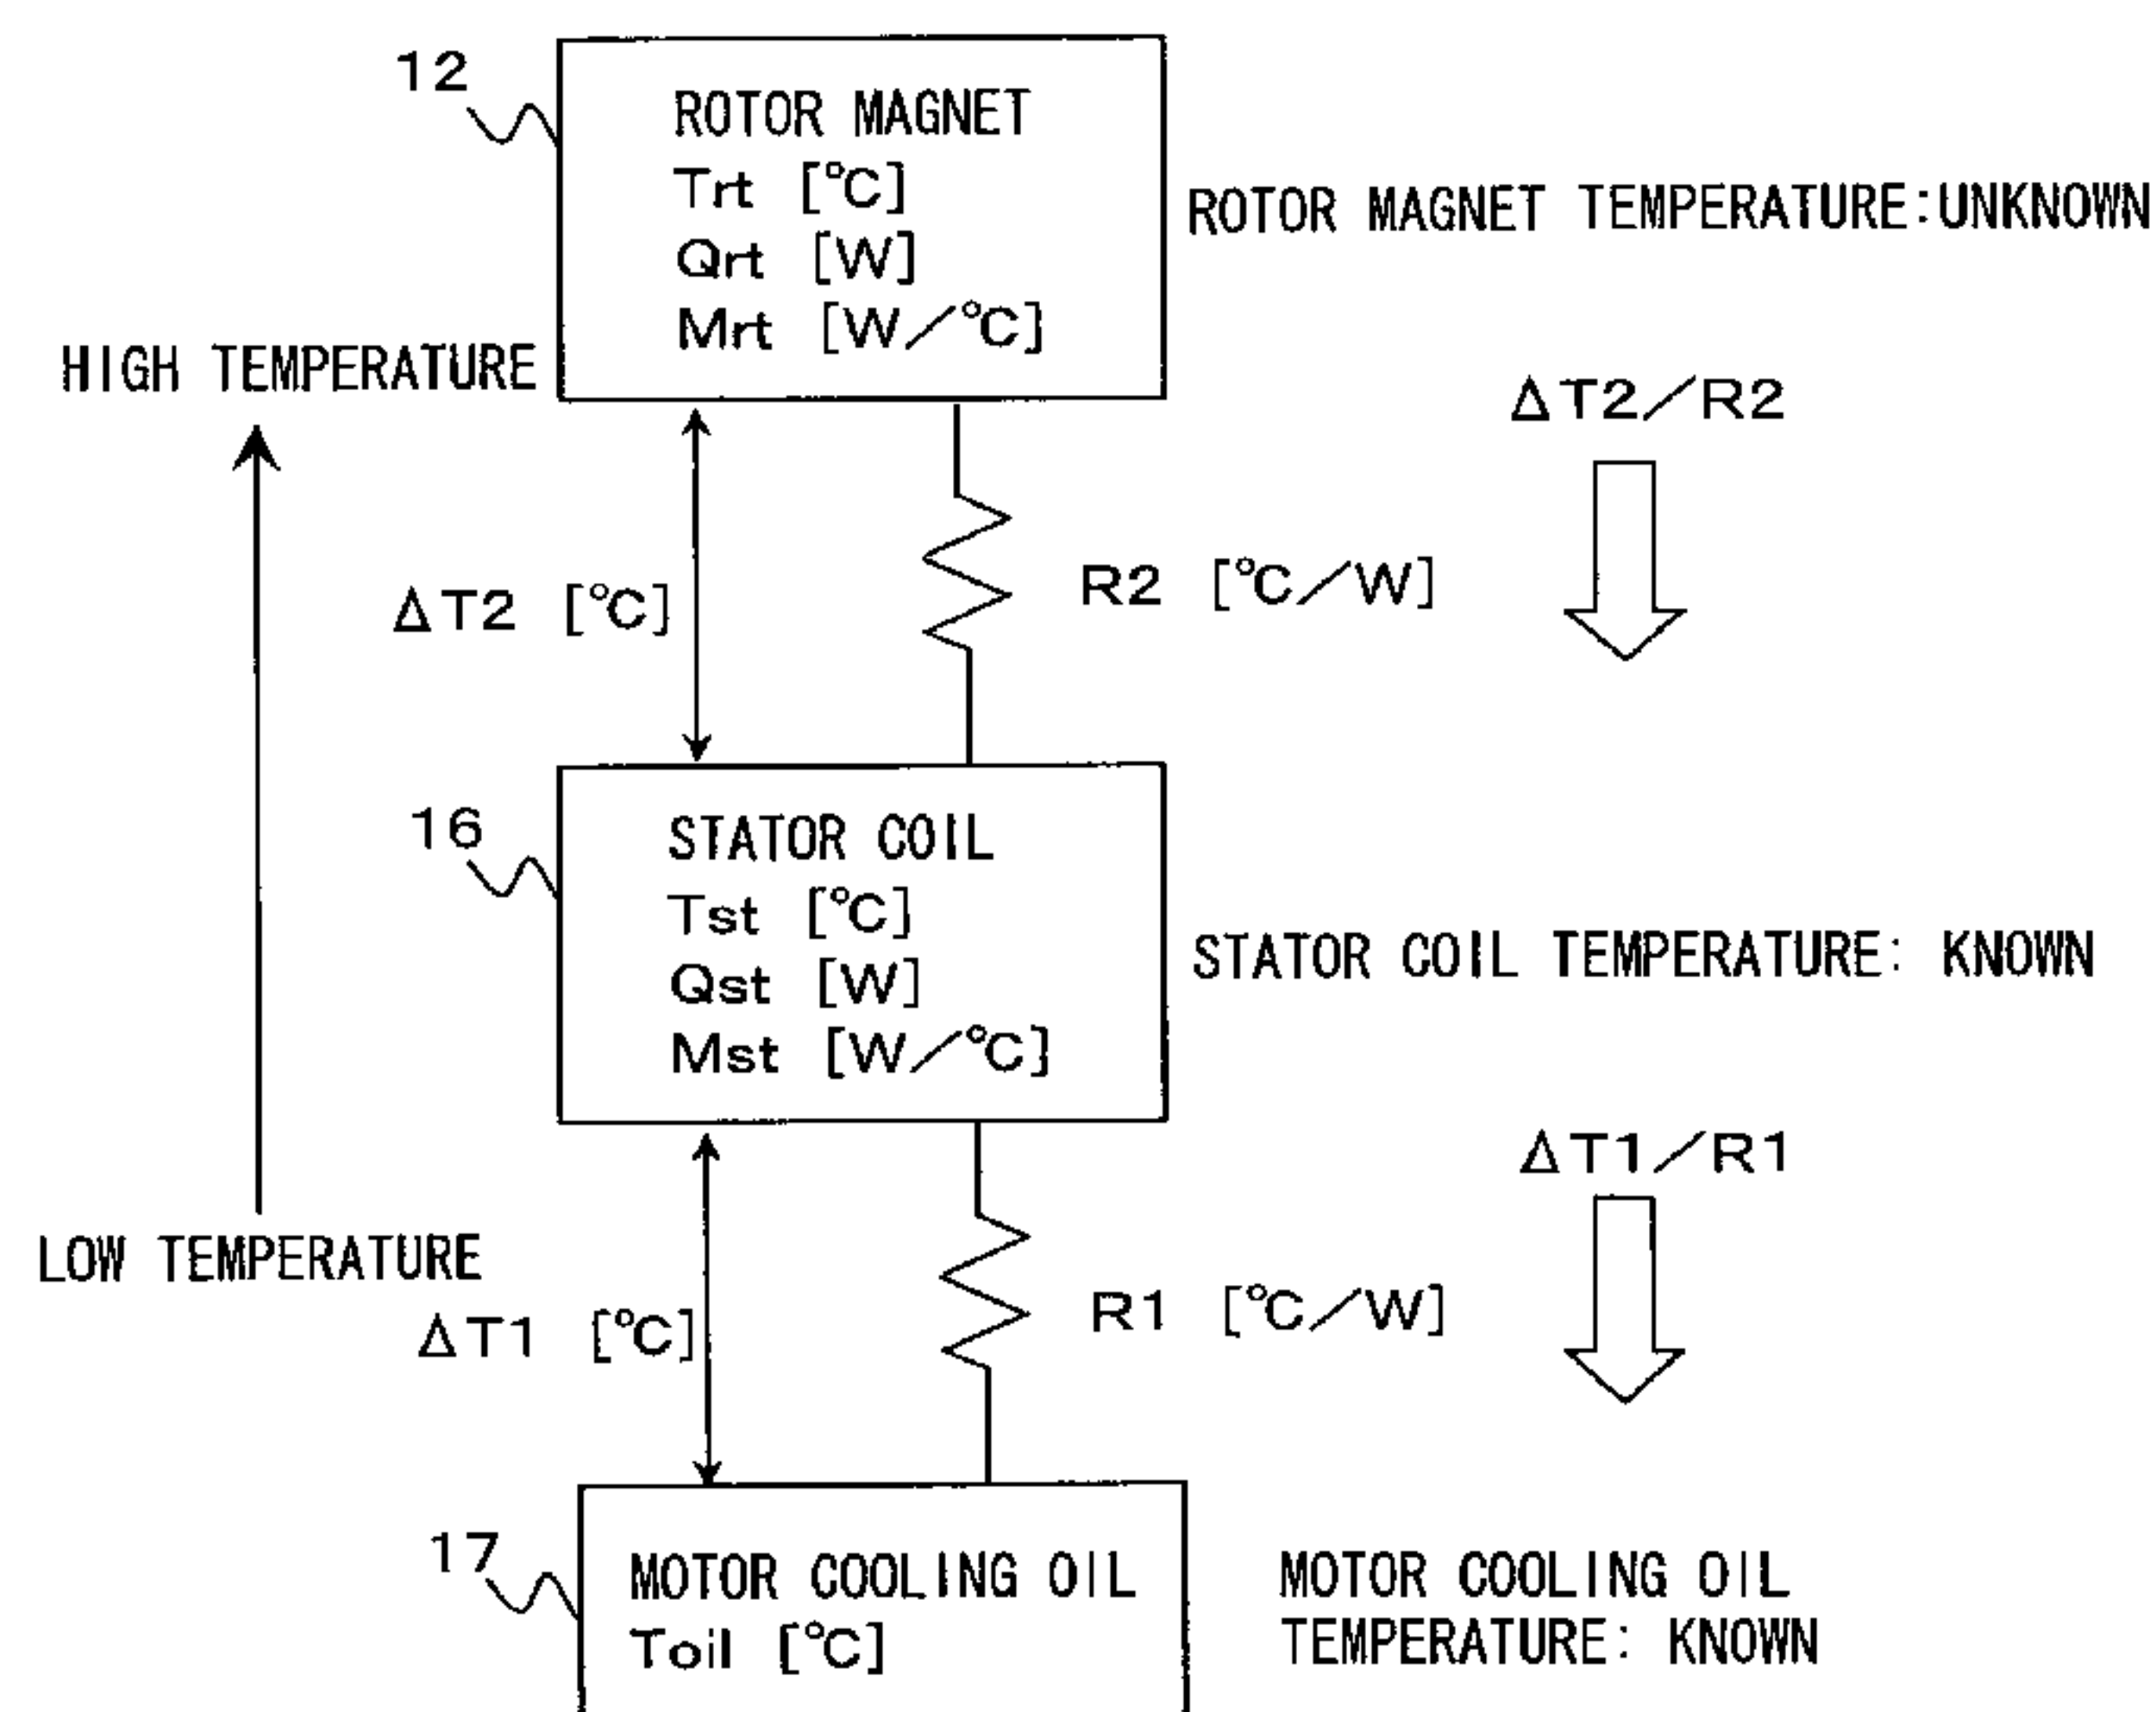 12
ROTOR MAGNET
Trt [°C]
Qrt [W]
Mrt [W/°C]
ROTOR MAGNET TEMPERATURE:UNKNOWN
HIGH TEMPERATURE
ΔT2/R2
ΔT2 [°C]
R2 [°C/W]
16
STATOR COIL
Tst [°C]
Qst [W]
Mst [W/°C]
STATOR COIL TEMPERATURE: KNOWN
ΔT1/R1
LOW TEMPERATURE
ΔT1 [°C]
R1 [°C/W]
17
MOTOR COOLING OIL
Toil [°C]
MOTOR COOLING OIL
TEMPERATURE: KNOWN